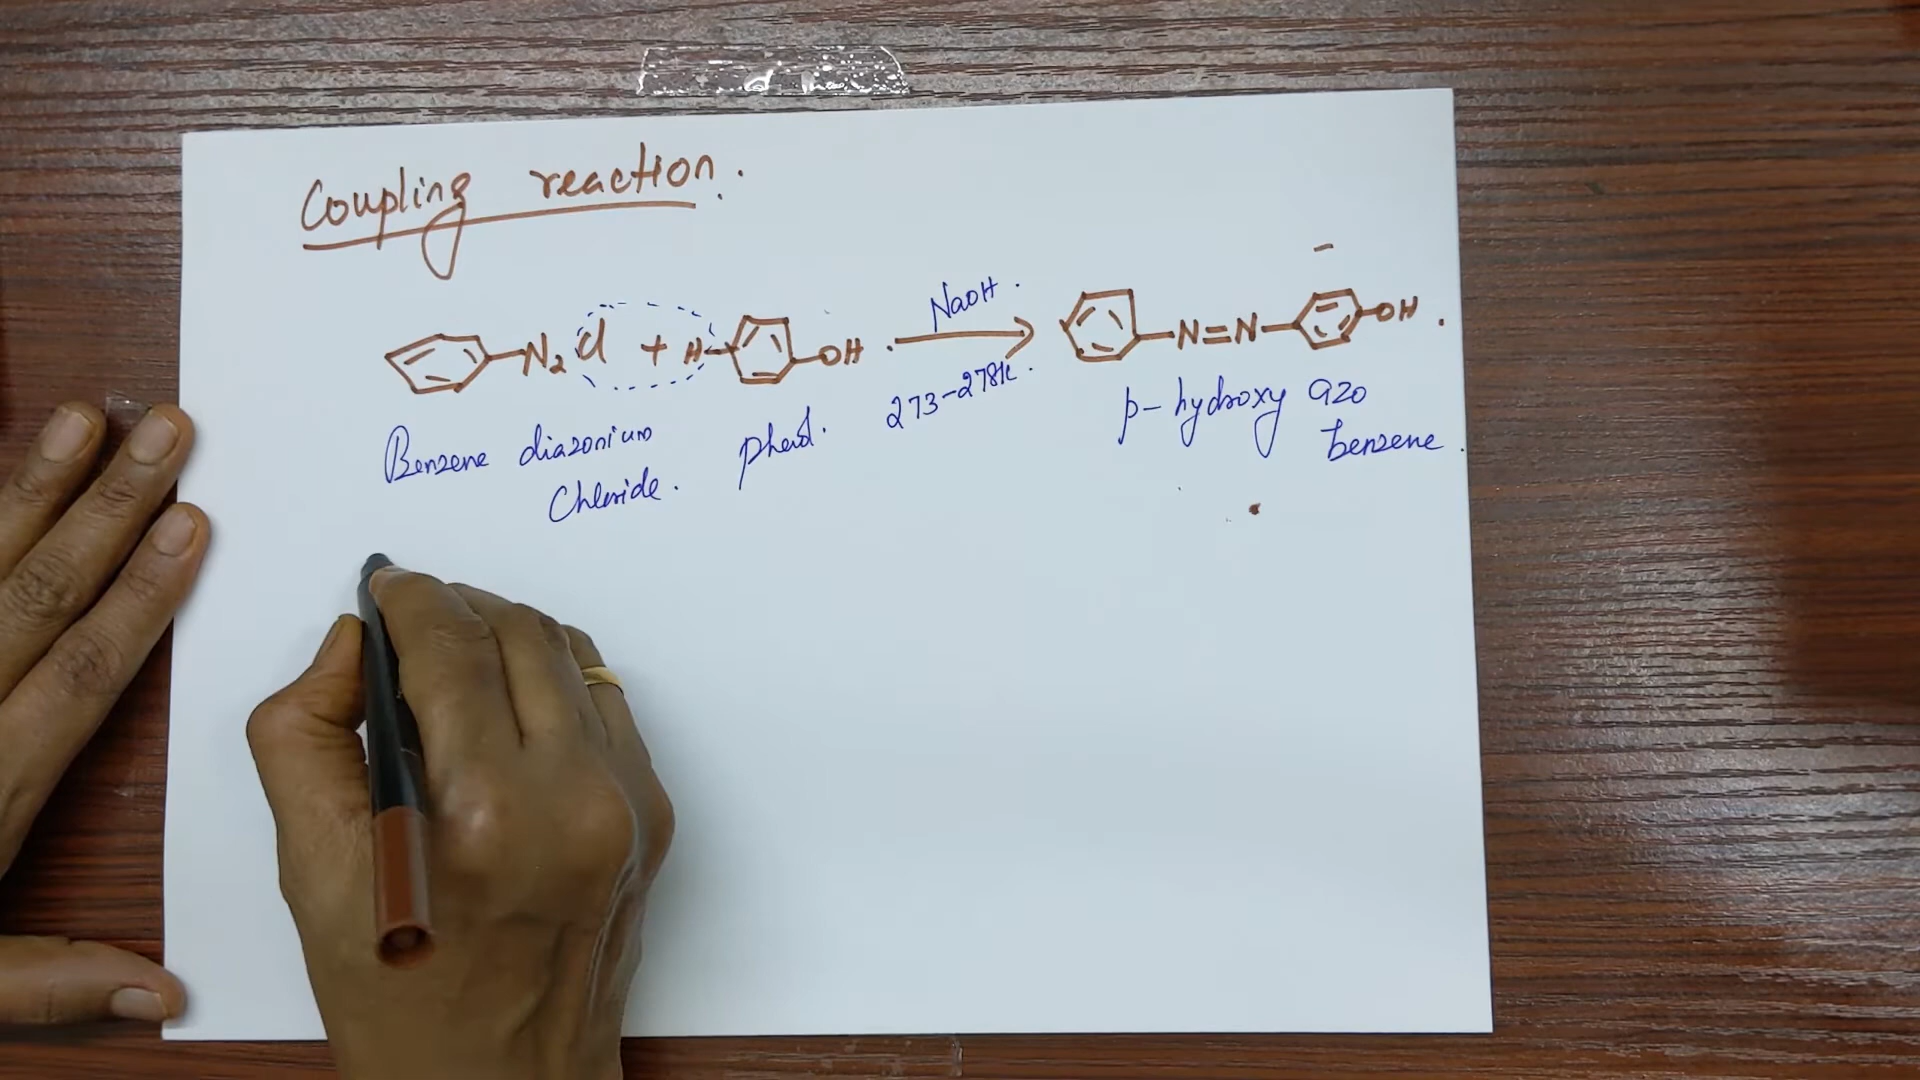 Coupling reaction.
N₂Cl + H OH NaOH. N=N OH.
273-278K.
Benzene diazonium
Chloride.
phenol.
p-hydroxy azo
benzene.